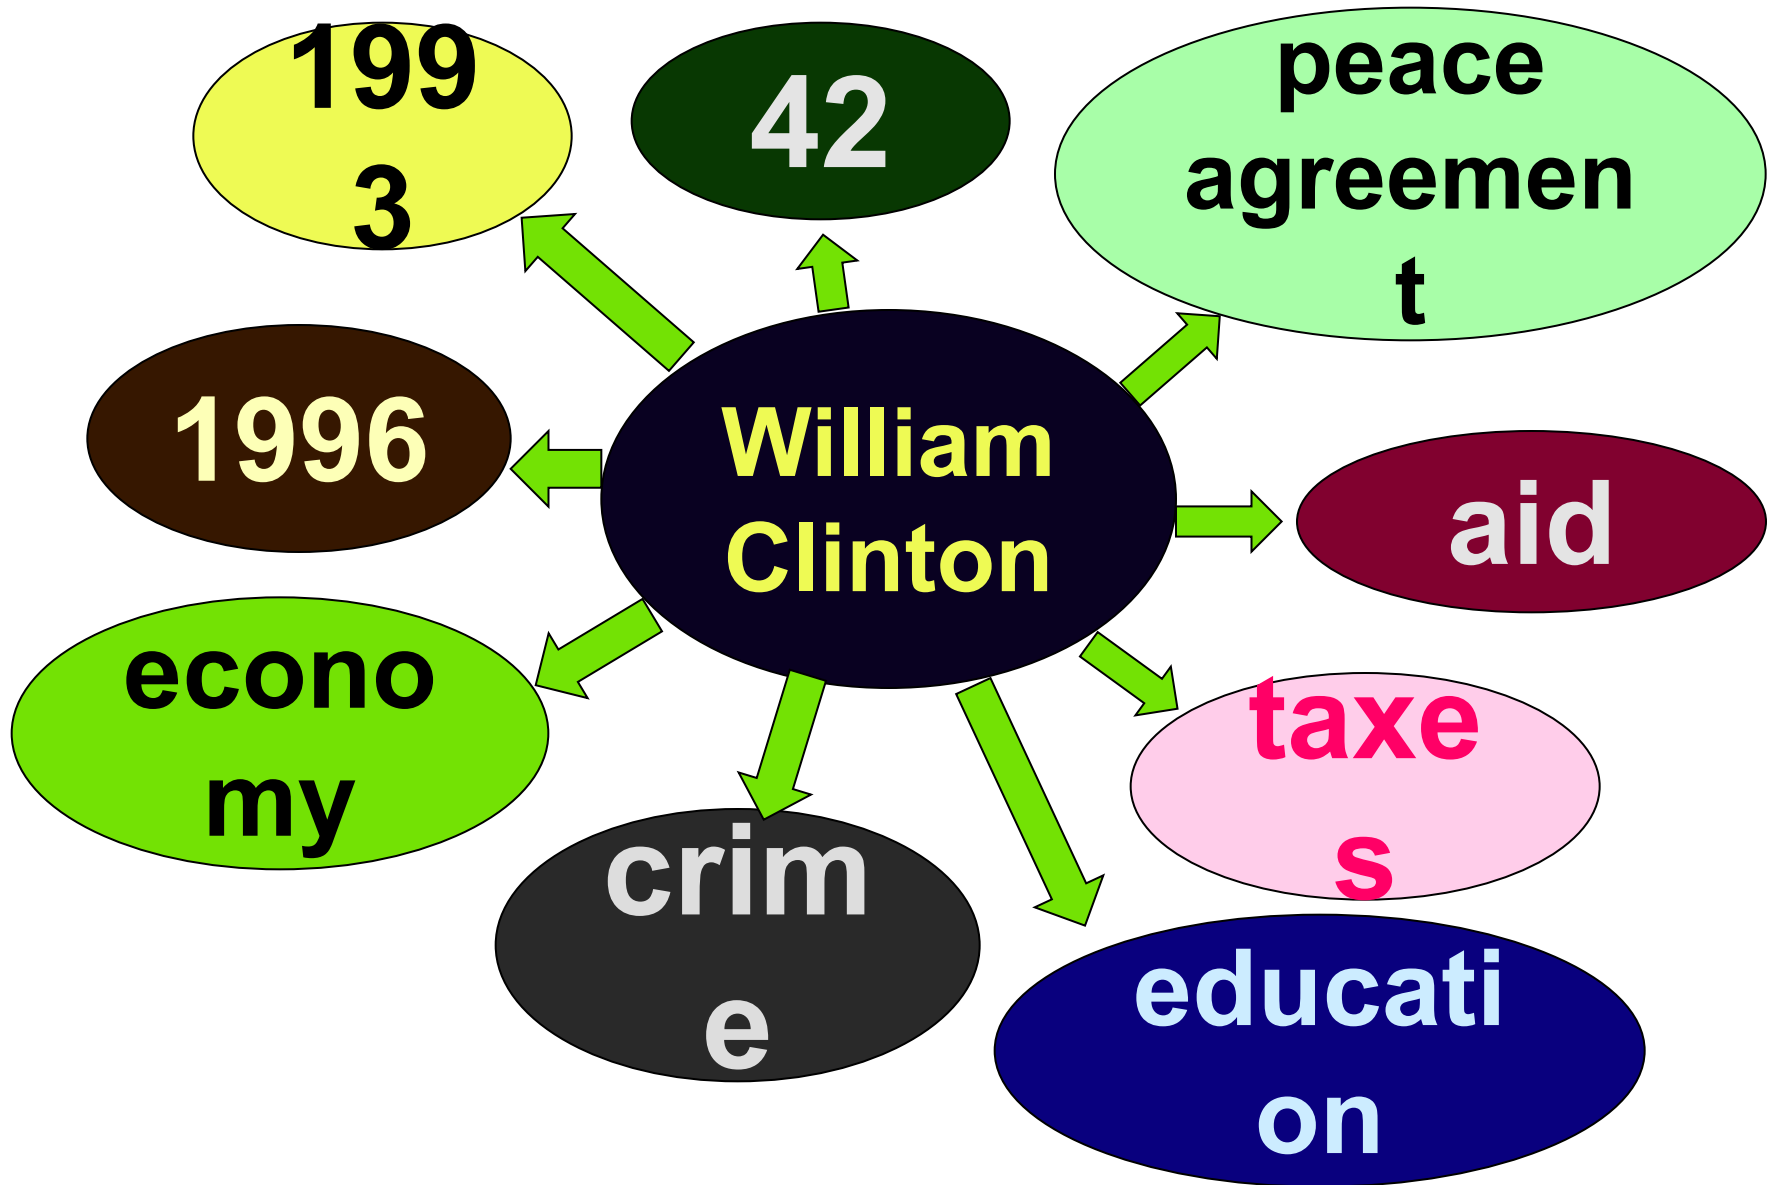 199
3
42
peace
agreemen
t
1996
William
Clinton
aid
econo
my
taxe
s
crim
e
educati
on